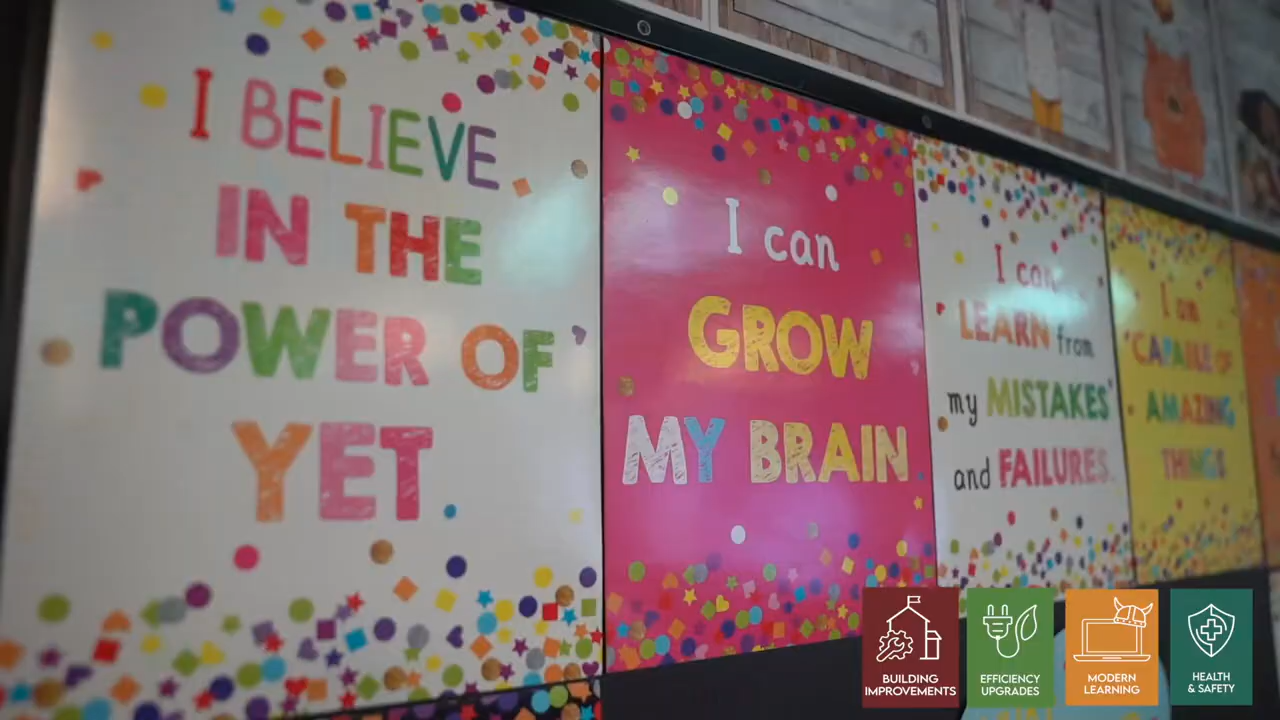 I BELIEVE
IN THE
POWER OF
YET
I can
GROW
MY BRAIN
I can
LEARN from
my MISTAKES
and FAILURES.
I am
CAPABLE OF
AMAZING
THINGS
BUILDING
IMPROVEMENTS
EFFICIENCY
UPGRADES
MODERN
LEARNING
HEALTH
& SAFETY